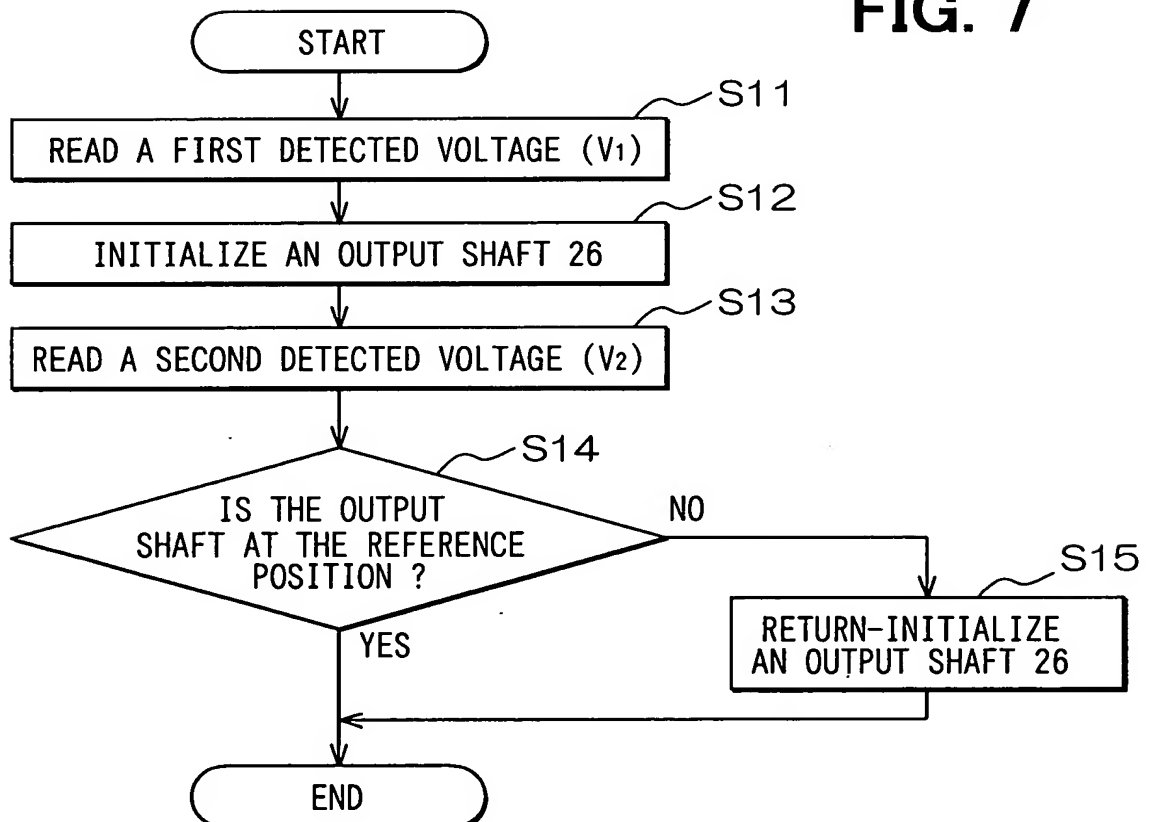 FIG. 7
START
S11
READ A FIRST DETECTED VOLTAGE (V1)
S12
INITIALIZE AN OUTPUT SHAFT 26
S13
READ A SECOND DETECTED VOLTAGE (V2)
S14
IS THE OUTPUT
SHAFT AT THE REFERENCE
POSITION ?
NO
YES
S15
RETURN-INITIALIZE
AN OUTPUT SHAFT 26
END